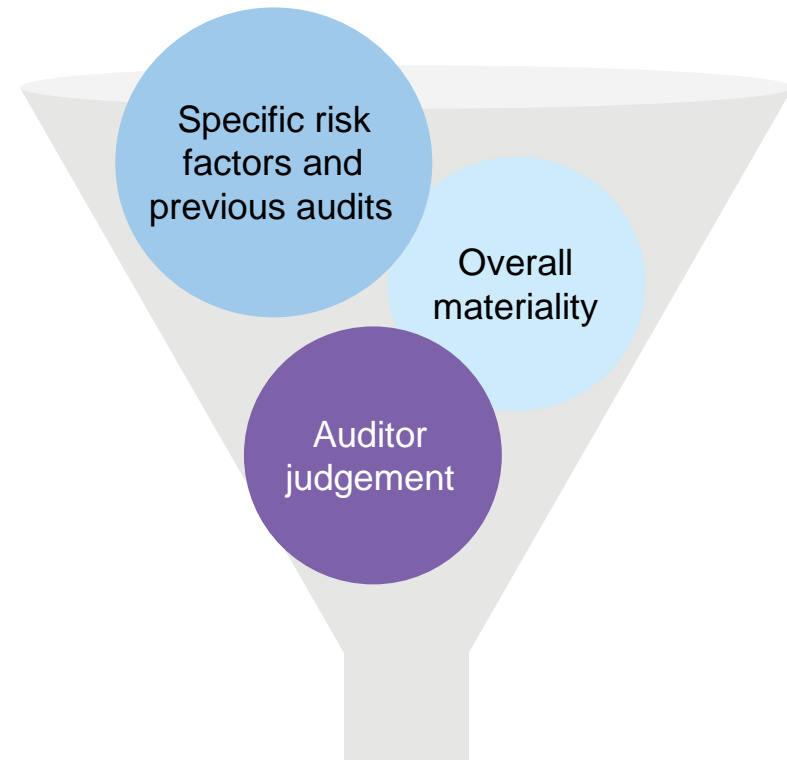 Specific risk
factors and
previous audits
Overall
materiality
Auditor
judgement